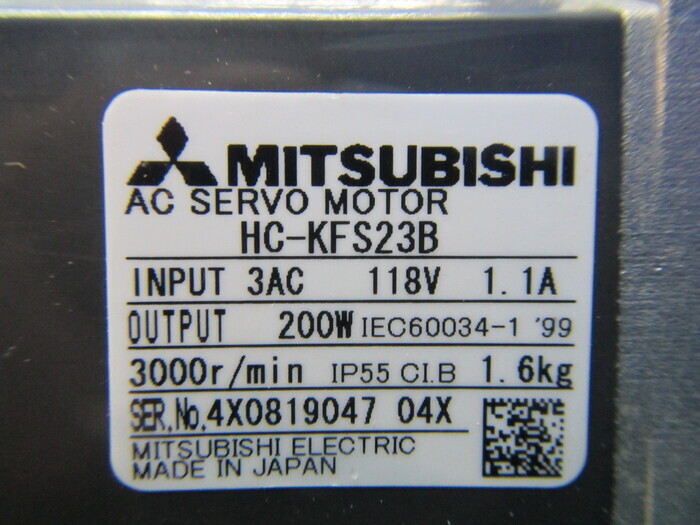 MITSUBISHI
AC SERVO MOTOR
HC-KFS23B
INPUT 3AC 118V 1.1A
OUTPUT 200W IEC60034-1 '99
3000r/min IP55 CI.B 1.6kg
SER.No.4X0819047 04X
MITSUBISHI ELECTRIC
MADE IN JAPAN